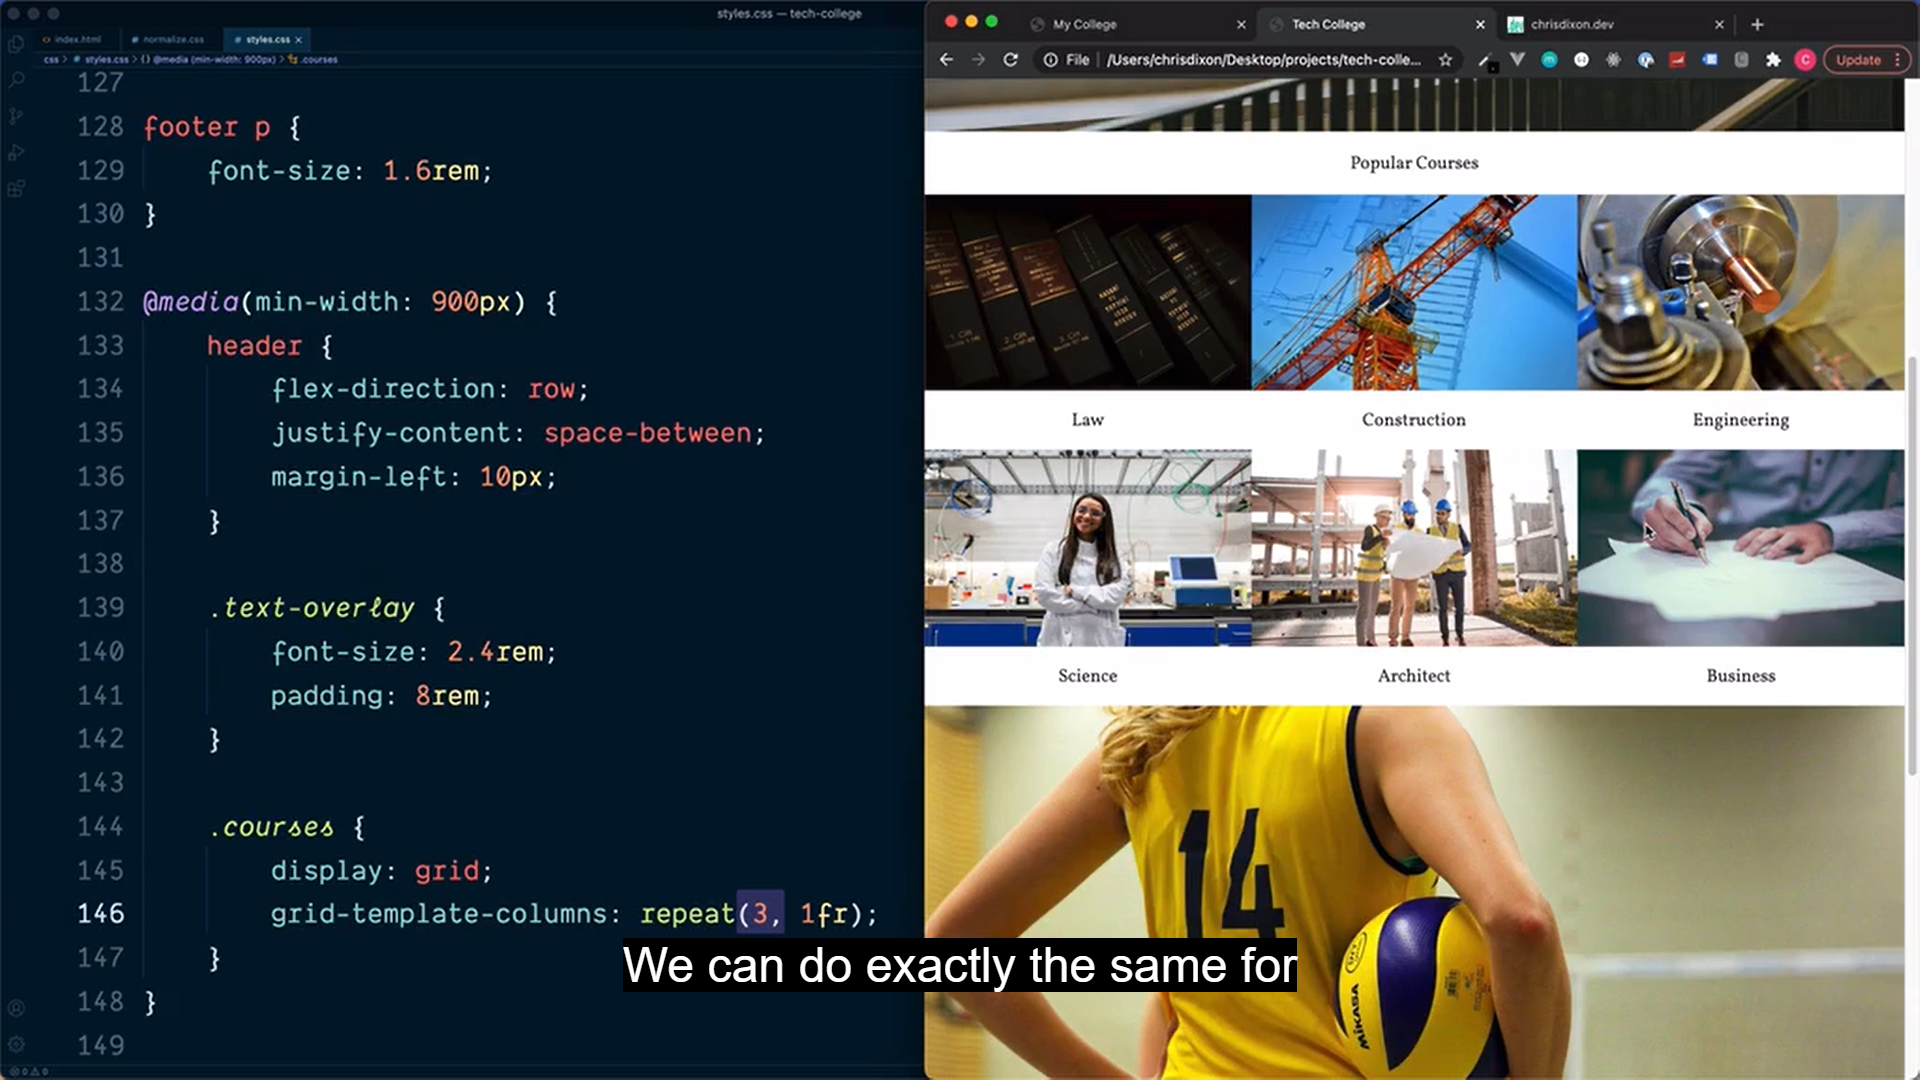 styles.css — tech-college
index.html
normalize.css
styles.css
css > styles.css > {} @media (min-width: 900px) > .courses
127
128 footer p {
129 font-size: 1.6rem;
130 }
131
132 @media(min-width: 900px) {
133 header {
134 flex-direction: row;
135 justify-content: space-between;
136 margin-left: 10px;
137 }
138
139 .text-overlay {
140 font-size: 2.4rem;
141 padding: 8rem;
142 }
143
144 .courses {
145 display: grid;
146 grid-template-columns: repeat(3, 1fr);
147 }
148 }
149
My College
Tech College
chrisdixon.dev
File
/Users/chrisdixon/Desktop/projects/tech-colle...
C
Update
Popular Courses
Law
Construction
Engineering
Science
Architect
Business
14
MIKASA
We can do exactly the same for